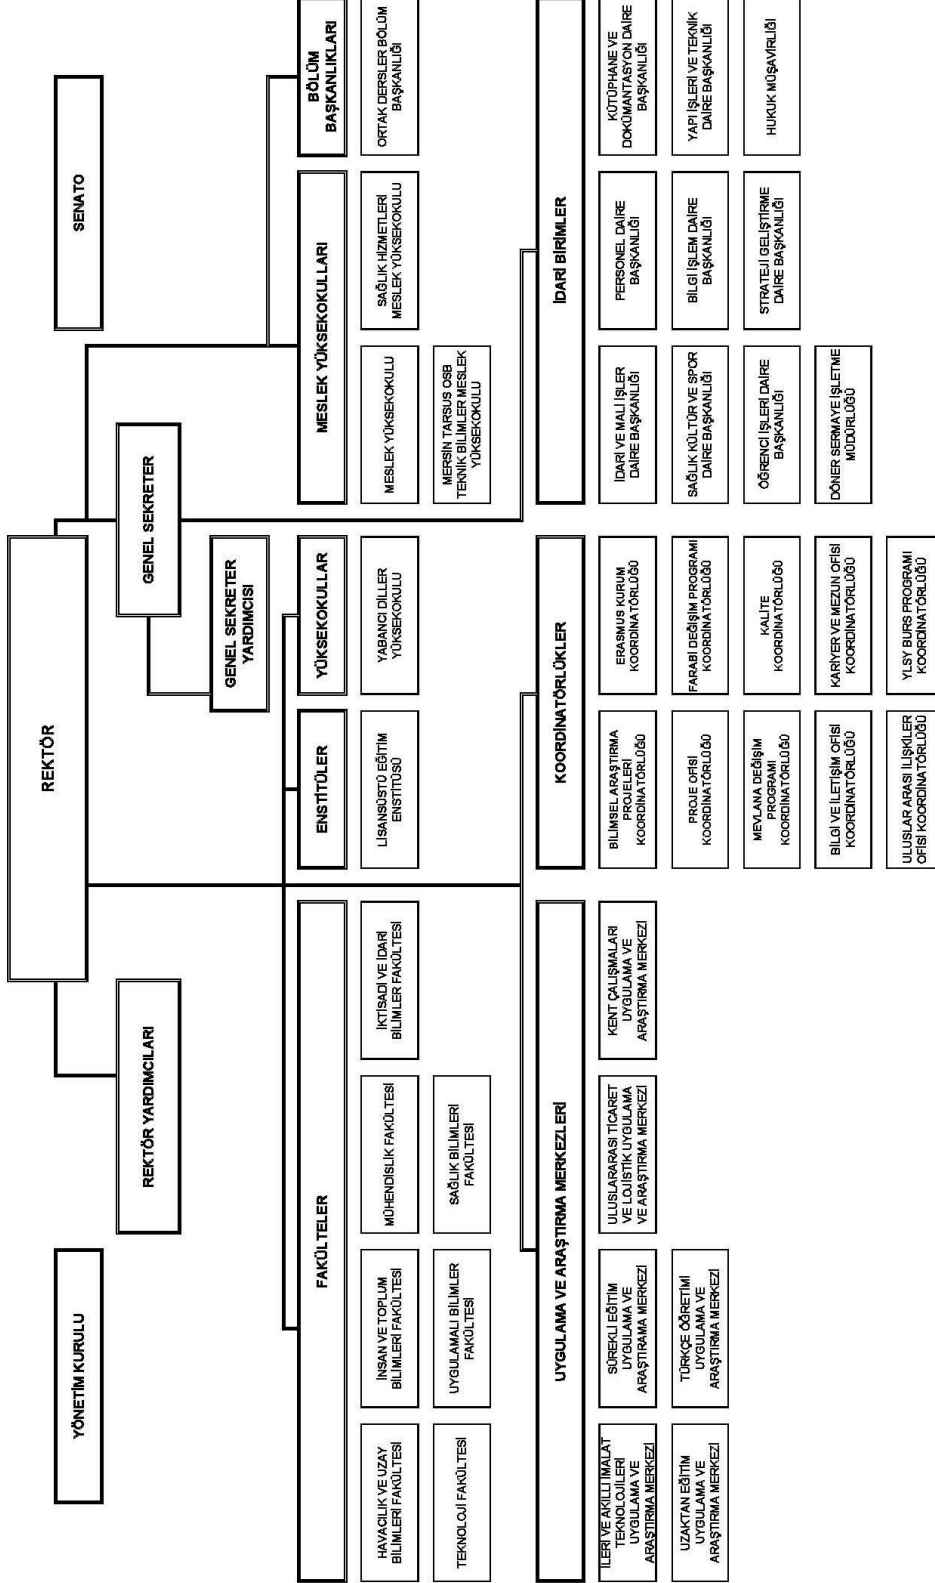 REKTÖR
YÖNETİM KURULU
SENATO
REKTÖR YARDIMCILARI
GENEL SEKRETER
GENEL SEKRETER
YARDIMCISI
FAKÜLTELER
HAVACILIK VE UZAY
BİLİMLERİ FAKÜLTESİ
İNSAN VE TOPLUM
BİLİMLERİ FAKÜLTESİ
MÜHENDİSLİK FAKÜLTESİ
İKTİSADİ VE İDARİ
BİLİMLER FAKÜLTESİ
TEKNOLOJİ FAKÜLTESİ
UYGULAMALI BİLİMLER
FAKÜLTESİ
SAĞLIK BİLİMLERİ
FAKÜLTESİ
ENSTİTÜLER
LİSANSÜSTÜ EĞİTİM
ENSTİTÜSÜ
YÜKSEKOKULLAR
YABANCI DİLLER
YÜKSEKOKULU
MESLEK YÜKSEKOKULLARI
MESLEK YÜKSEKOKULU
SAĞLIK HİZMETLERİ
MESLEK YÜKSEKOKULU
MERSİN TARSUS OSB
TEKNİK BİLİMLER MESLEK
YÜKSEKOKULU
BÖLÜM
BAŞKANLIKLARI
ORTAK DERSLER BÖLÜM
BAŞKANLIĞI
UYGULAMA VE ARAŞTIRMA MERKEZLERİ
İLERİ VE AKILLI İMALAT
TEKNOLOJİLERİ
UYGULAMA VE
ARAŞTIRMA MERKEZİ
SÜREKLİ EĞİTİM
UYGULAMA VE
ARAŞTIRAMA MERKEZİ
ULUSLARARASI TİCARET
VE LOJİSTİK UYGULAMA
VE ARAŞTIRMA MERKEZİ
KENT ÇALIŞMALARI
UYGULAMA VE
ARAŞTIRMA MERKEZİ
UZAKTAN EĞİTİM
UYGULAMA VE
ARAŞTIRMA MERKEZİ
TÜRKÇE ÖĞRETİMİ
UYGULAMA VE
ARAŞTIRMA MERKEZİ
KOORDİNATÖRLÜKLER
BİLİMSEL ARAŞTIRMA
PROJELERİ
KOORDİNATÖRLÜĞÜ
ERASMUS KURUM
KOORDİNATÖRLÜĞÜ
PROJE OFİSİ
KOORDİNATÖRLÜĞÜ
FARABİ DEĞİŞİM PROGRAMI
KOORDİNATÖRLÜĞÜ
MEVLANA DEĞİŞİM
PROGRAMI
KOORDİNATÖRLÜĞÜ
KALİTE
KOORDİNATÖRLÜĞÜ
BİLGİ VE İLETİŞİM OFİSİ
KOORDİNATÖRLÜĞÜ
KARİYER VE MEZUN OFİSİ
KOORDİNATÖRLÜĞÜ
ULUSLAR ARASI İLİŞKİLER
OFİSİ KOORDİNATÖRLÜĞÜ
YLSY BURS PROGRAMI
KOORDİNATÖRLÜĞÜ
İDARİ BİRİMLER
İDARİ VE MALİ İŞLER
DAİRE BAŞKANLIĞI
PERSONEL DAİRE
BAŞKANLIĞI
KÜTÜPHANE VE
DOKÜMANTASYON DAİRE
BAŞKANLIĞI
SAĞLIK KÜLTÜR VE SPOR
DAİRE BAŞKANLIĞI
BİLGİ İŞLEM DAİRE
BAŞKANLIĞI
YAPI İŞLERİ VE TEKNİK
DAİRE BAŞKANLIĞI
ÖĞRENCİ İŞLERİ DAİRE
BAŞKANLIĞI
STRATEJİ GELİŞTİRME
DAİRE BAŞKANLIĞI
HUKUK MÜŞAVİRLİĞİ
DÖNER SERMAYE İŞLETME
MÜDÜRLÜĞÜ